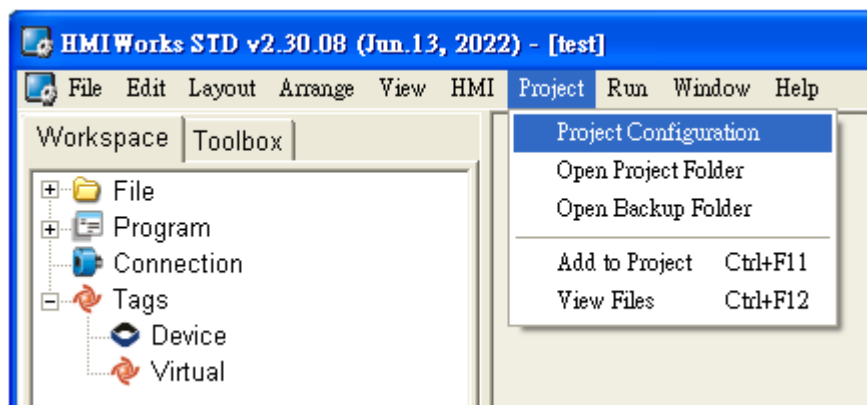 HMIWorks STD v2.30.08 (Jun.13, 2022) - [test]
File Edit Layout Arrange View HMI Project Run Window Help
Workspace Toolbox
Project Configuration
Open Project Folder
Open Backup Folder
Add to Project Ctrl+F11
View Files Ctrl+F12
File
Program
Connection
Tags
Device
Virtual